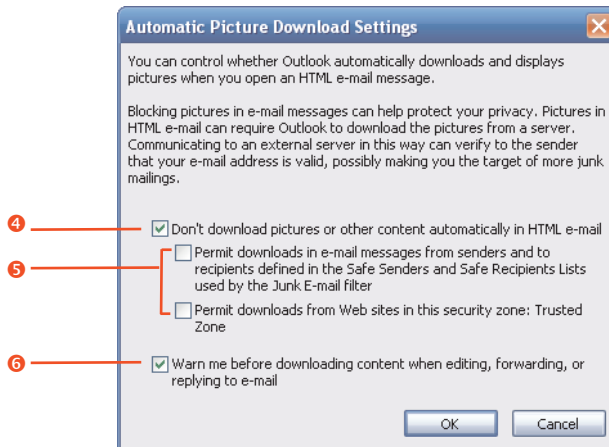 Automatic Picture Download Settings
You can control whether Outlook automatically downloads and displays
pictures when you open an HTML e-mail message.
Blocking pictures in e-mail messages can help protect your privacy. Pictures in
HTML e-mail can require Outlook to download the pictures from a server.
Communicating to an external server in this way can verify to the sender
that your e-mail address is valid, possibly making you the target of more junk
mailings.
4 Don't download pictures or other content automatically in HTML e-mail
Permit downloads in e-mail messages from senders and to
5 recipients defined in the Safe Senders and Safe Recipients Lists
used by the Junk E-mail filter
Permit downloads from Web sites in this security zone: Trusted
Zone
6 Warn me before downloading content when editing, forwarding, or
replying to e-mail
OK Cancel